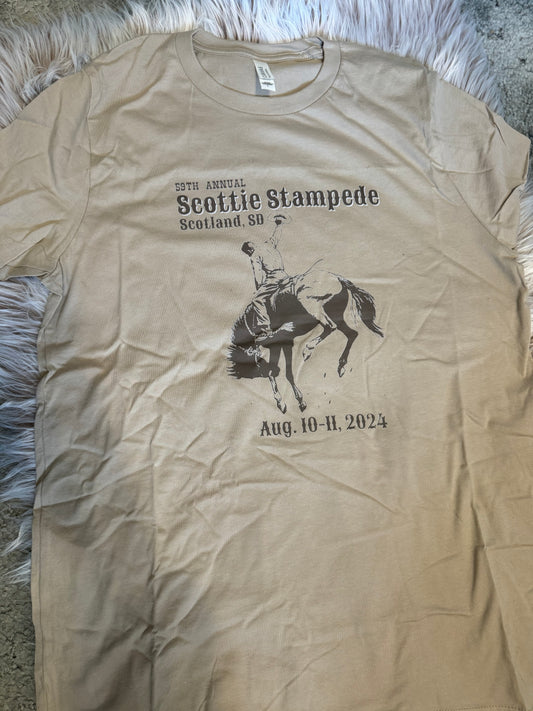 59TH ANNUAL
Scottie Stampede
Scotland, SD
Aug. 10-11, 2024